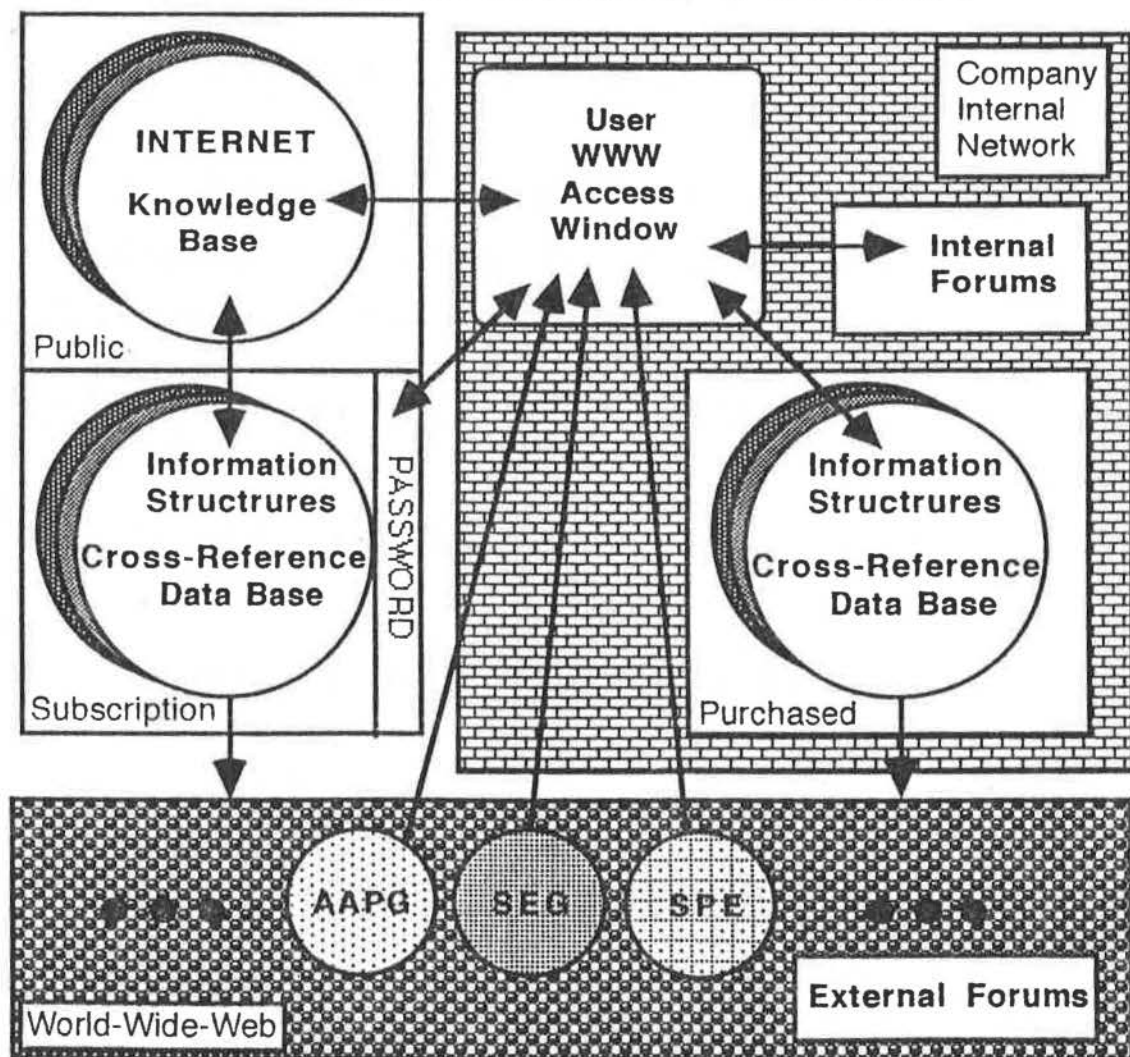 INTERNET
Knowledge
Base
Public
User
WWW
Access
Window
Company
Internal
Network
Internal
Forums
Information
Structrures
Cross-Reference
Data Base
Subscription
PASSWORD
Information
Structrures
Cross-Reference
Data Base
Purchased
AAPG
SEG
SPE
World-Wide-Web
External Forums